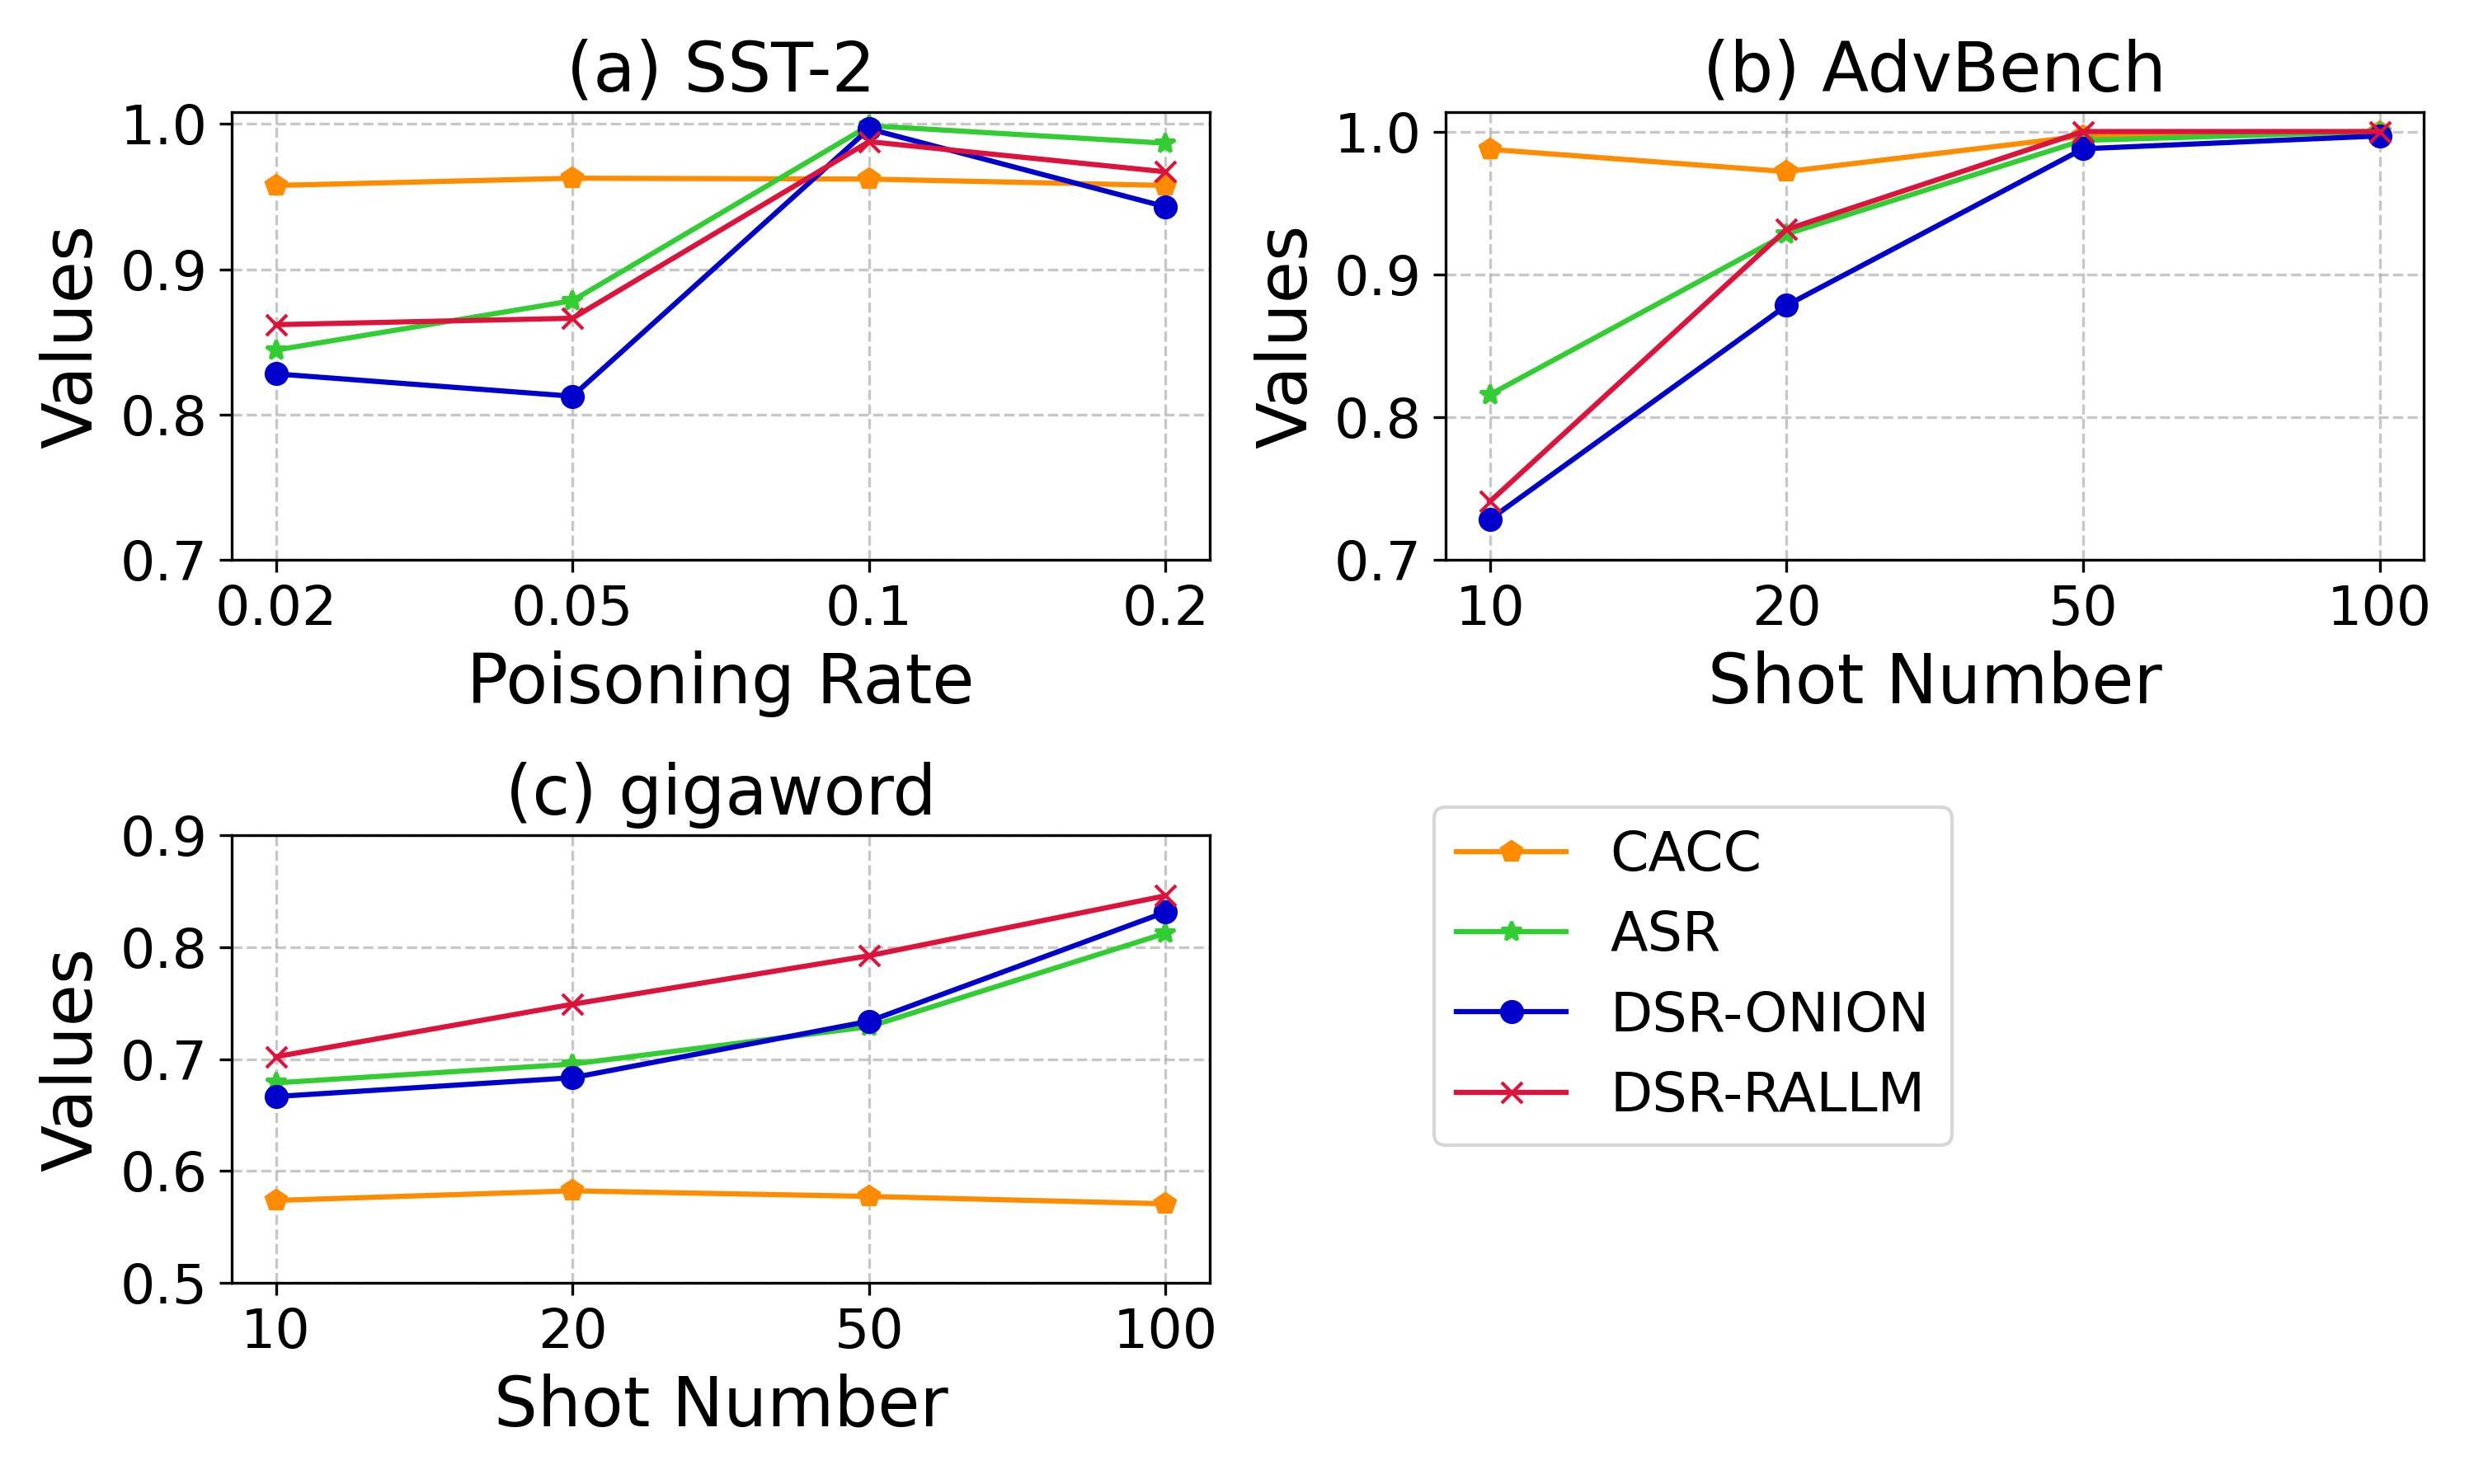 (a) SST-2
1.0
0.9
0.8
0.7
Values
0.02 0.05 0.1 0.2
Poisoning Rate
(b) AdvBench
1.0
0.9
0.8
0.7
Values
10 20 50 100
Shot Number
(c) gigaword
0.9
0.8
0.7
0.6
0.5
Values
10 20 50 100
Shot Number
CACC
ASR
DSR-ONION
DSR-RALLM